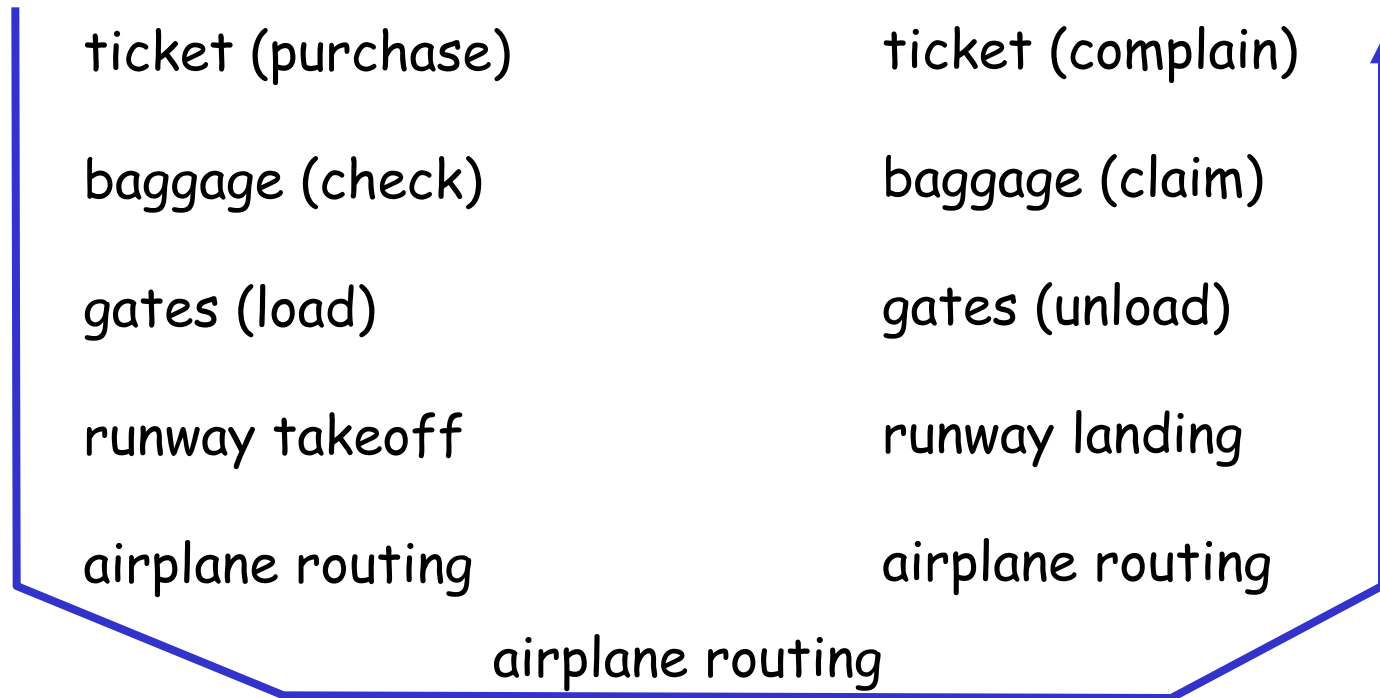 ticket (purchase)
baggage (check)
gates (load)
runway takeoff
airplane routing
airplane routing
ticket (complain)
baggage (claim)
gates (unload)
runway landing
airplane routing